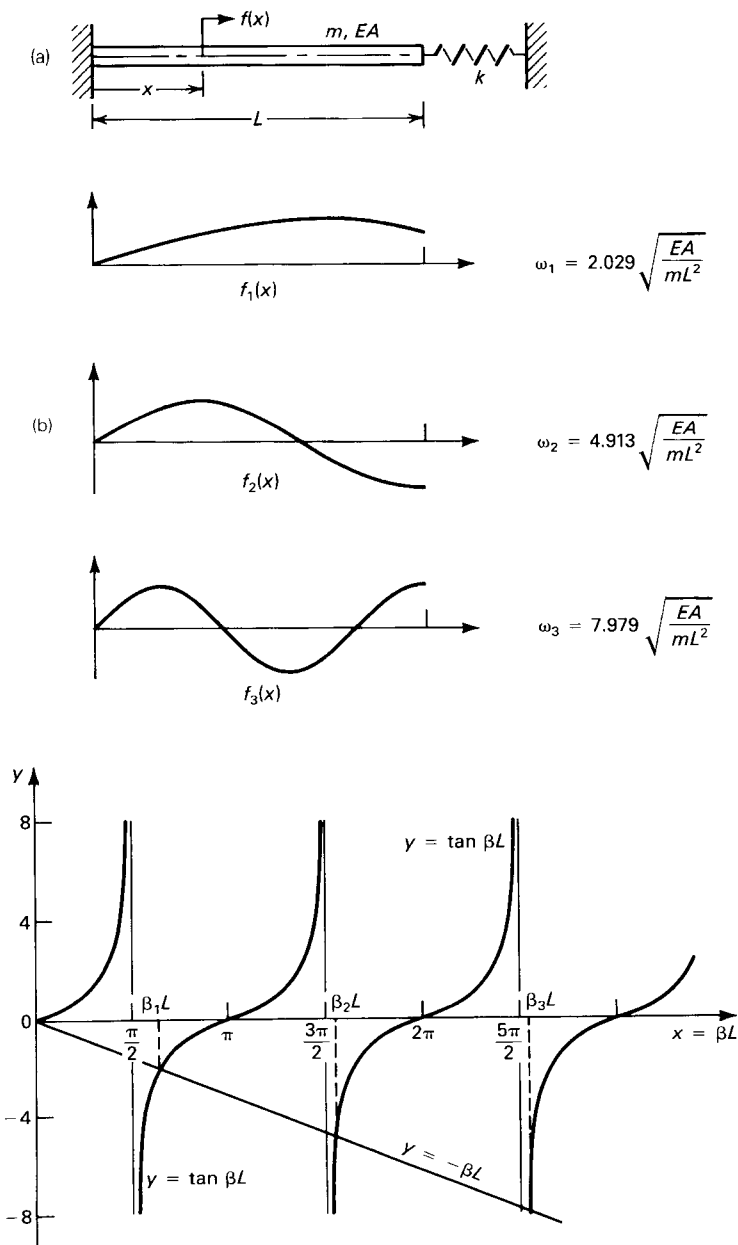 (a)
f(x)
m, EA
x
k
L
f₁(x)
ω₁ = 2.029 √(EA / mL²)
(b)
f₂(x)
ω₂ = 4.913 √(EA / mL²)
f₃(x)
ω₃ = 7.979 √(EA / mL²)
y
8
y = tan βL
4
β₁L
β₂L
β₃L
0
π/2
π
3π/2
2π
5π/2
x = βL
−4
y = −βL
y = tan βL
−8